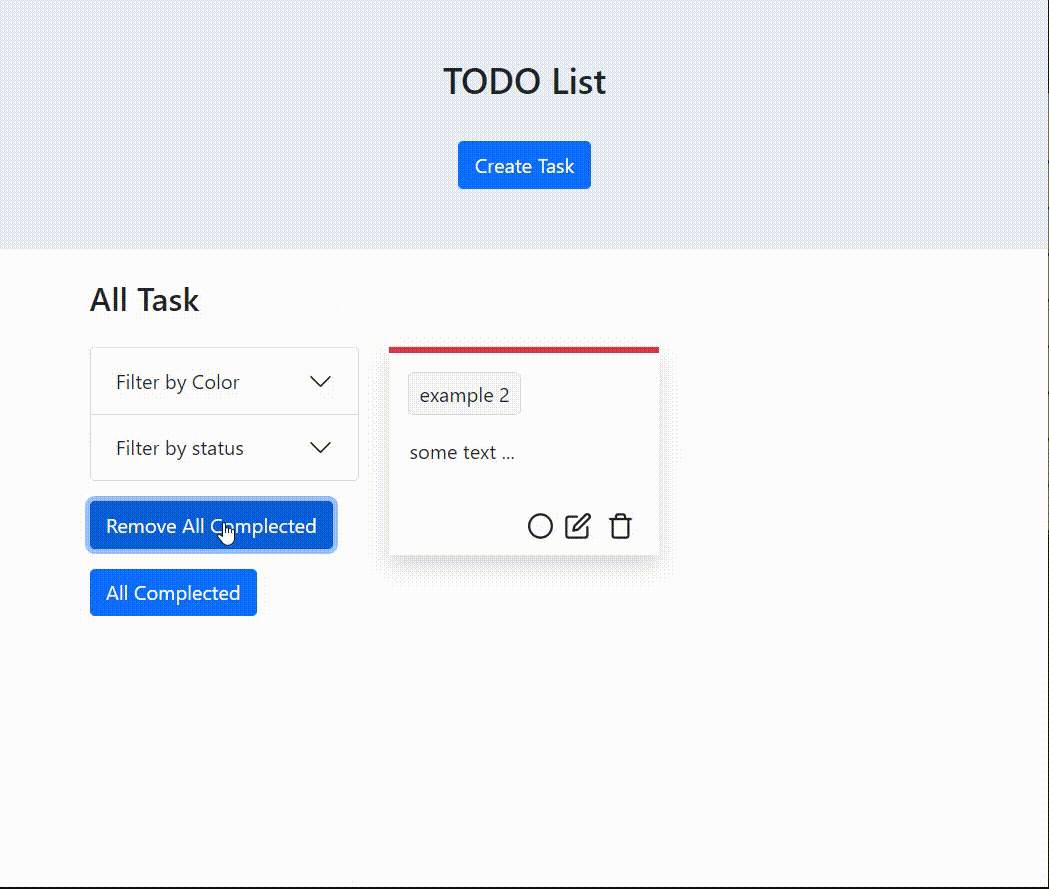 TODO List
Create Task
All Task
Filter by Color
Filter by status
Remove All Complected
All Complected
example 2
some text ...